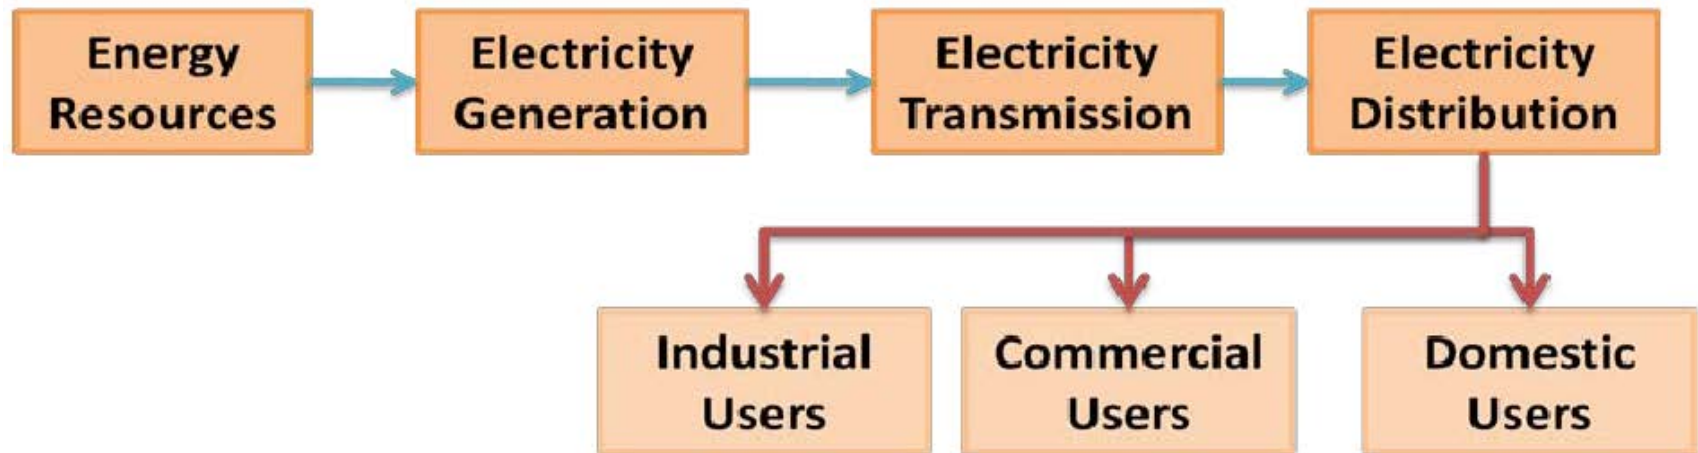 Energy
Resources
Electricity
Generation
Electricity
Transmission
Electricity
Distribution
Industrial
Users
Commercial
Users
Domestic
Users